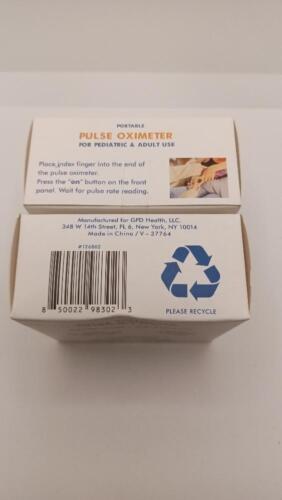 PORTABLE
PULSE OXIMETER
FOR PEDIATRIC & ADULT USE
Place index finger into the end of
the pulse oximeter.
Press the "on" button on the front
panel. Wait for pulse rate reading.
Manufactured for GPD Health, LLC.
348 W 14th Street, FL 6, New York, NY 10014
Made in China / V – 37764
#126862
8 50022 98302 3
PLEASE RECYCLE